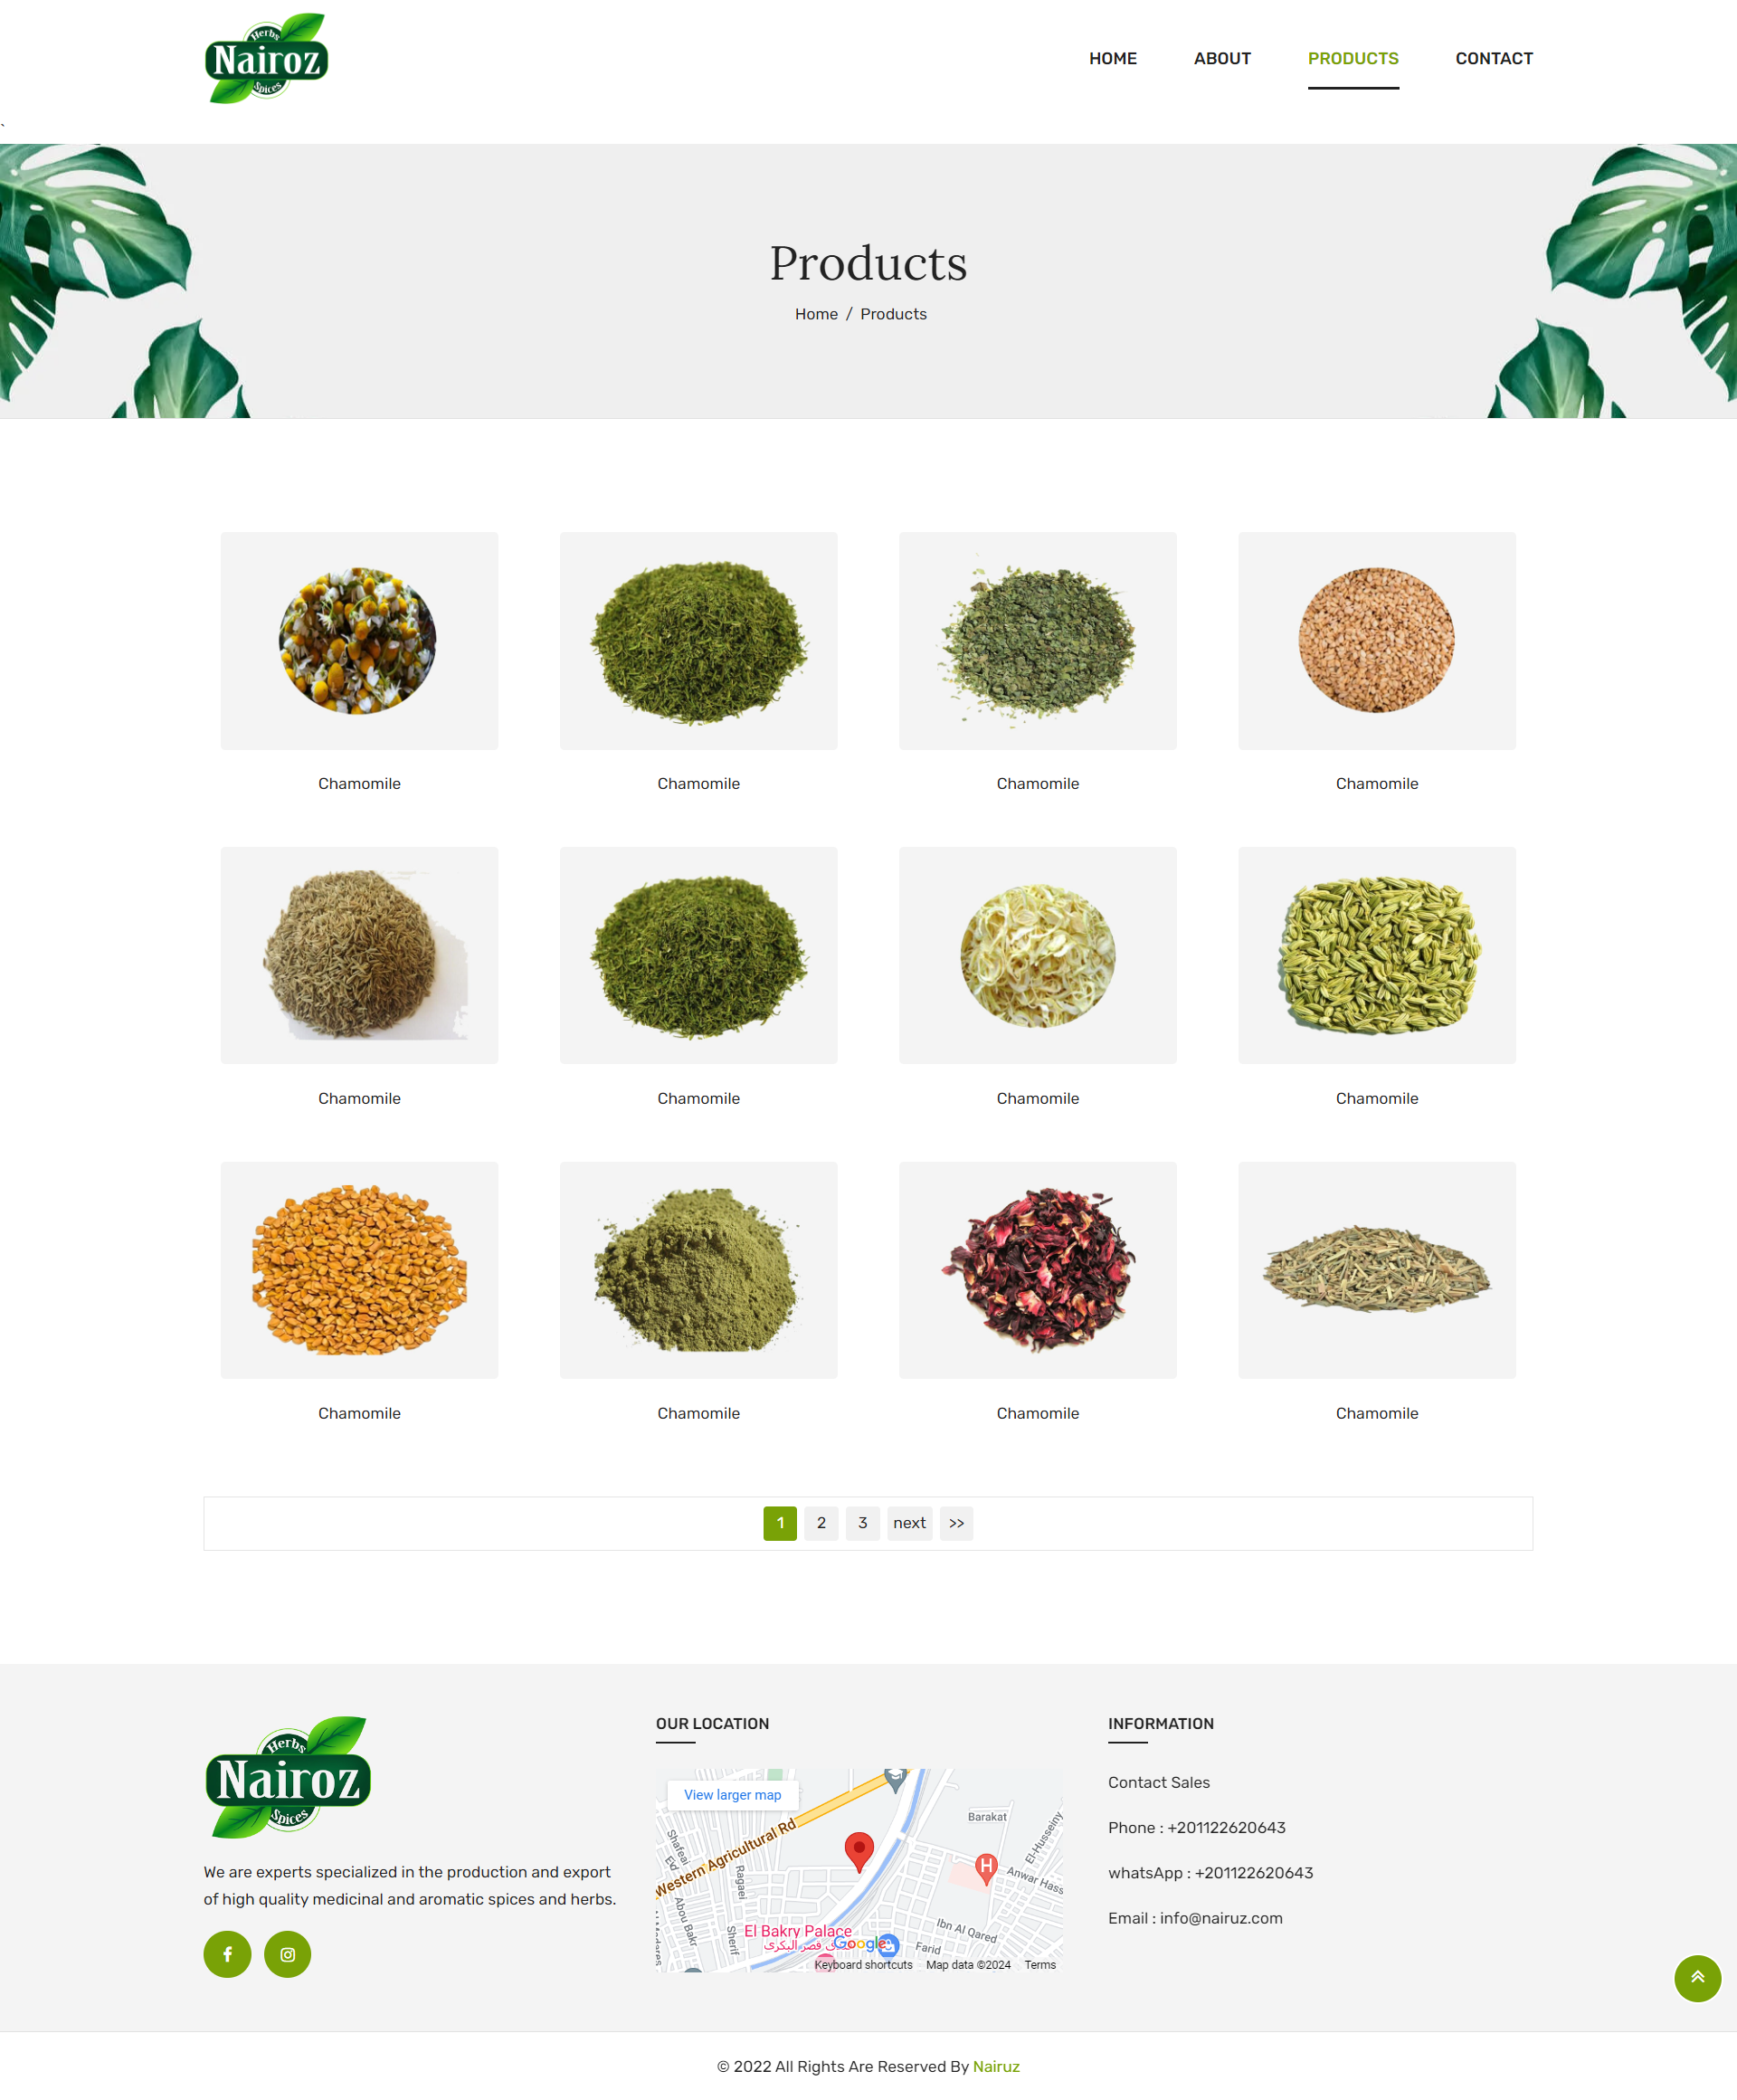 Herbs
Nairoz
Spices
HOME
ABOUT
PRODUCTS
CONTACT
`
Products
Home / Products
Chamomile
Chamomile
Chamomile
Chamomile
Chamomile
Chamomile
Chamomile
Chamomile
Chamomile
Chamomile
Chamomile
Chamomile
1 2 3 next >>
Herbs
Nairoz
Spices
We are experts specialized in the production and export
of high quality medicinal and aromatic spices and herbs.
OUR LOCATION
View larger map
Western Agricultural Rd
Shafeai
Ragaei
Abou Bakr
Sherif
Barakat
El-Husseiny
H
Anwar Hass
Ibn Al Qared
Farid
El Bakry Palace
قصر البكري
Google
Keyboard shortcuts
Map data ©2024
Terms
INFORMATION
Contact Sales
Phone : +201122620643
whatsApp : +201122620643
Email : info@nairuz.com
© 2022 All Rights Are Reserved By Nairuz